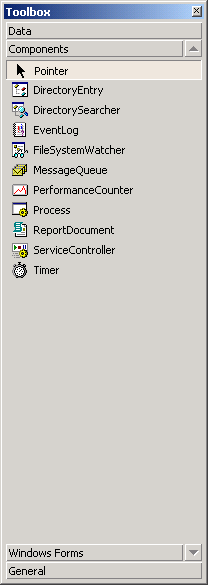 Toolbox
Data
Components
Pointer
DirectoryEntry
DirectorySearcher
EventLog
FileSystemWatcher
MessageQueue
PerformanceCounter
Process
ReportDocument
ServiceController
Timer
Windows Forms
General